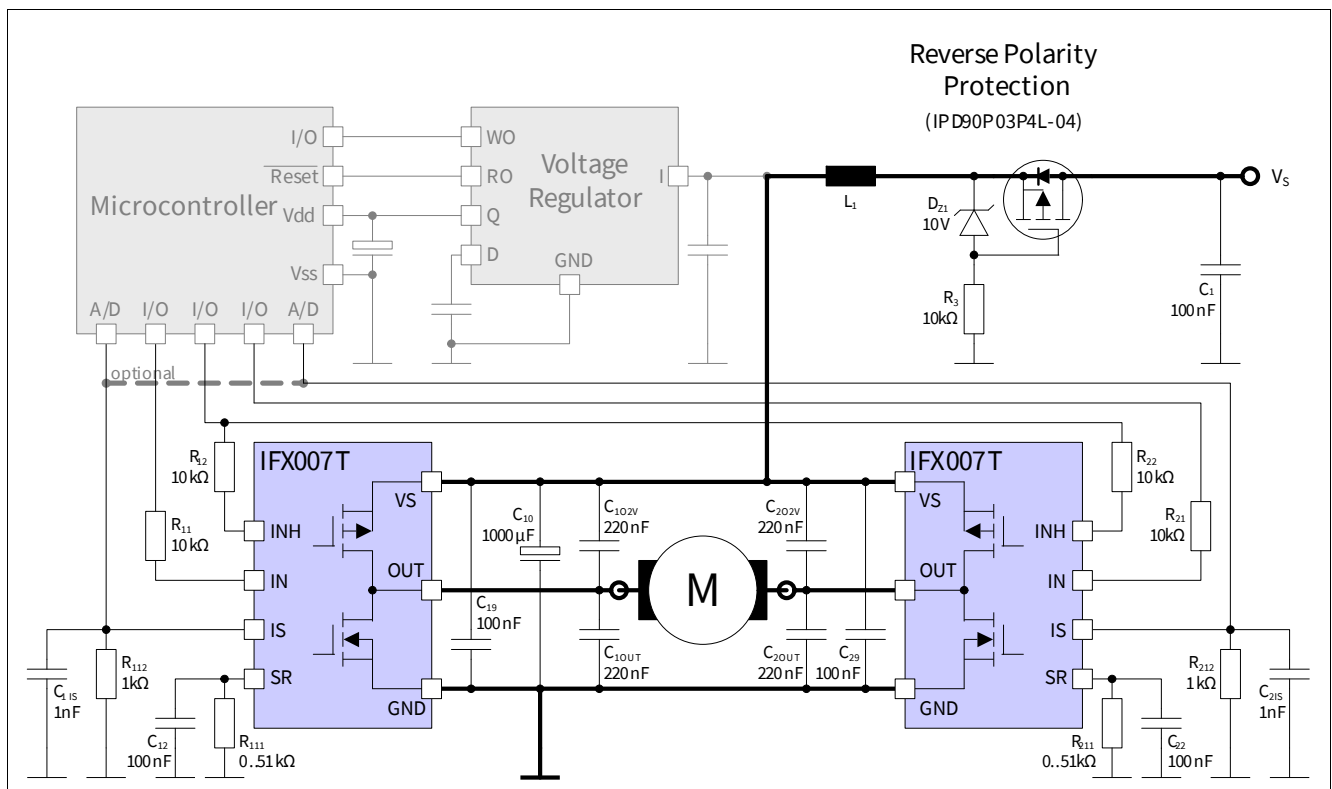 Reverse Polarity
Protection
(IPD90P03P4L-04)
Microcontroller
I/O
Reset
Vdd
Vss
A/D
I/O
I/O
I/O
A/D
Voltage
Regulator
WO
RO
Q
D
GND
I
L1
DZ1
10V
R3
10kΩ
C1
100nF
VS
optional
R12
10kΩ
R11
10kΩ
IFX007T
VS
INH
IN
IS
SR
OUT
GND
C10
1000µF
C19
100nF
C1O2V
220nF
C1OUT
220nF
M
C2O2V
220nF
C2OUT
220nF
C29
100nF
IFX007T
VS
INH
OUT
IN
IS
SR
GND
R22
10kΩ
R21
10kΩ
C1IS
1nF
R112
1kΩ
C12
100nF
R111
0..51kΩ
R212
1kΩ
C2IS
1nF
R211
0..51kΩ
C22
100nF